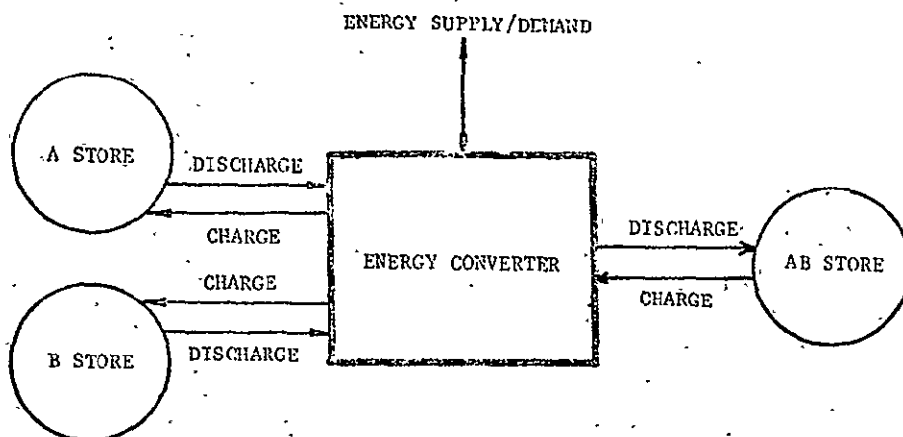 ENERGY SUPPLY/DEMAND
A STORE
DISCHARGE
CHARGE
ENERGY CONVERTER
DISCHARGE
CHARGE
AB STORE
CHARGE
DISCHARGE
B STORE